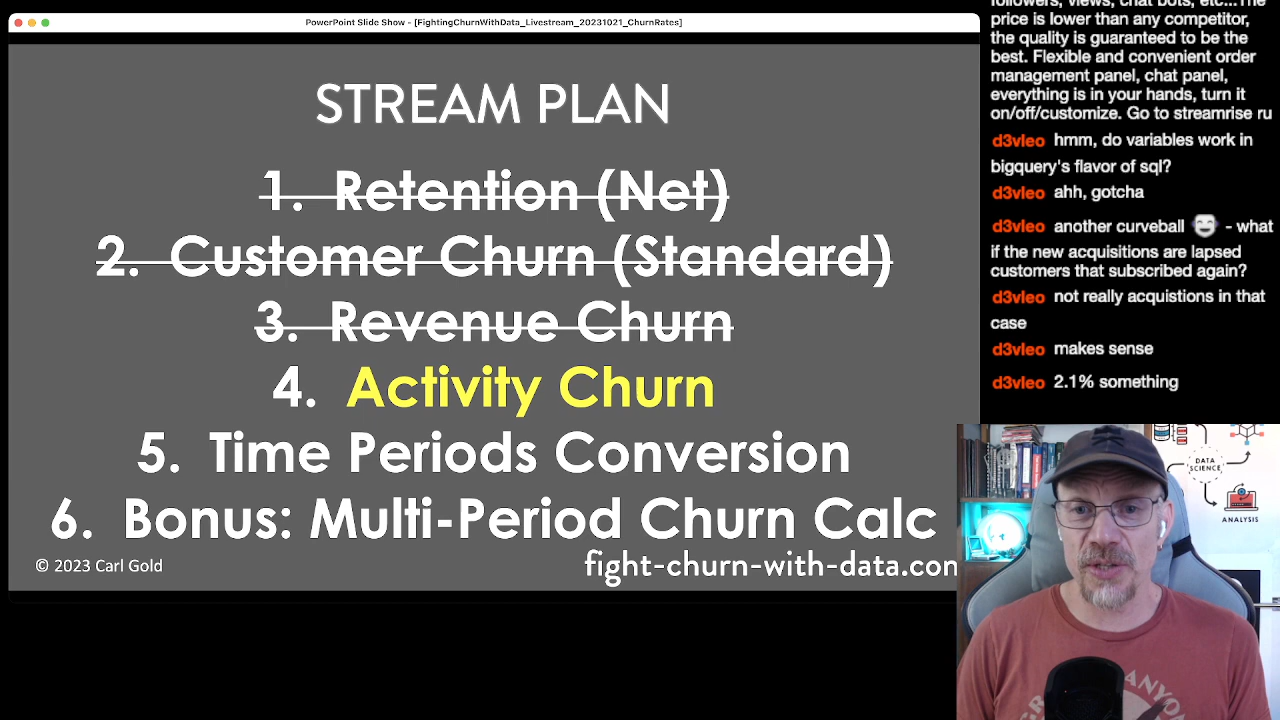 PowerPoint Slide Show - [FightingChurnWithData_Livestream_20231021_ChurnRates]
STREAM PLAN
1. Retention (Net)
2. Customer Churn (Standard)
3. Revenue Churn
4. Activity Churn
5. Time Periods Conversion
6. Bonus: Multi-Period Churn Calc
© 2023 Carl Gold
fight-churn-with-data.con
followers, views, chat bots, etc...The
price is lower than any competitor,
the quality is guaranteed to be the
best. Flexible and convenient order
management panel, chat panel,
everything is in your hands, turn it
on/off/customize. Go to streamrise ru
d3vleo hmm, do variables work in
bigquery's flavor of sql?
d3vleo ahh, gotcha
d3vleo another curveball - what
if the new acquisitions are lapsed
customers that subscribed again?
d3vleo not really acquistions in that
case
d3vleo makes sense
d3vleo 2.1% something
DATA
SCIENCE
ANALYSIS